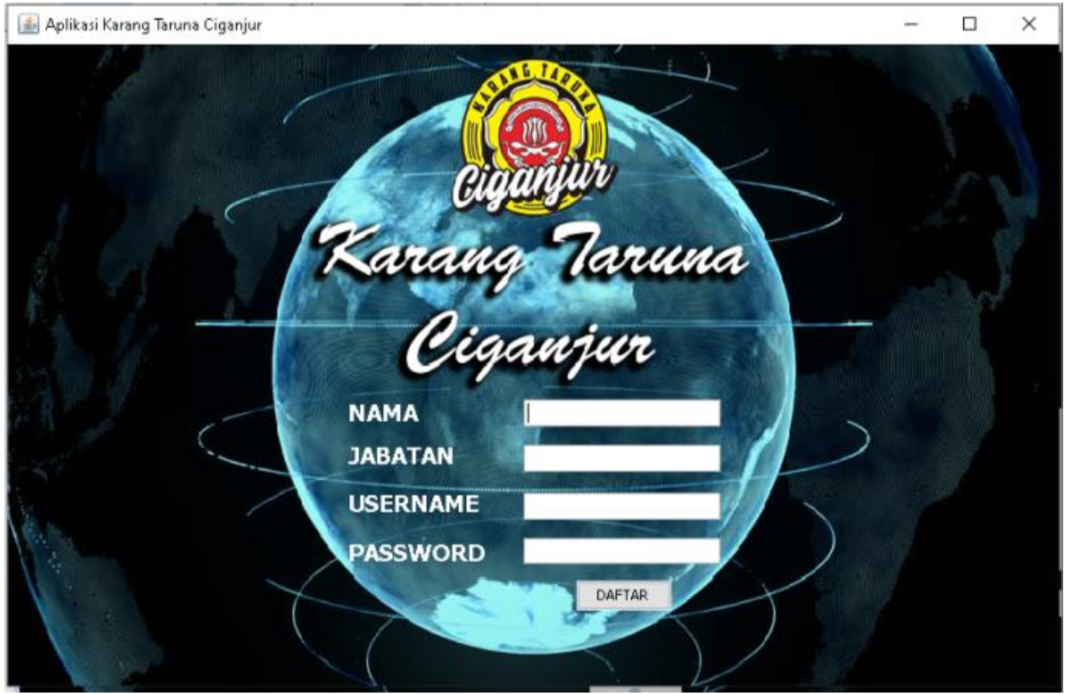 Aplikasi Karang Taruna Ciganjur
KARANG TARUNA
Ciganjur
Karang Taruna
Ciganjur
NAMA
JABATAN
USERNAME
PASSWORD
DAFTAR